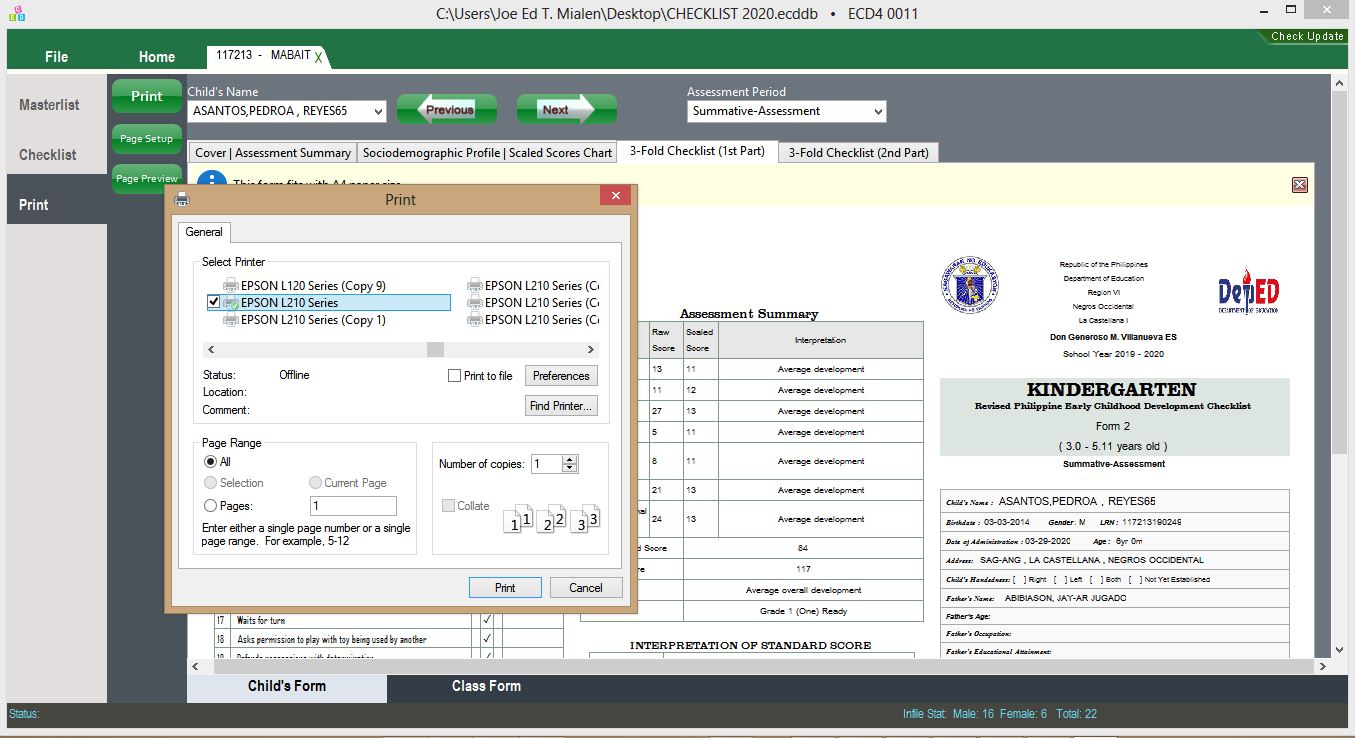 C:\Users\Joe Ed T. Mialen\Desktop\CHECKLIST 2020.ecddb • ECD4 0011
Check Update
File Home 117213 - MABAIT X
Masterlist
Checklist
Print
Print
Page Setup
Page Preview
Child's Name
ASANTOS,PEDROA , REYES65
Previous
Next
Assessment Period
Summative-Assessment
Cover | Assessment Summary
Sociodemographic Profile | Scaled Scores Chart
3-Fold Checklist (1st Part)
3-Fold Checklist (2nd Part)
This form fits with A4 paper size
Print
General
Select Printer
EPSON L120 Series (Copy 9)
EPSON L210 Series
EPSON L210 Series (Copy 1)
EPSON L210 Series (Co
EPSON L210 Series (Co
EPSON L210 Series (Co
Status: Offline
Location:
Comment:
Print to file
Preferences
Find Printer...
Page Range
All
Selection
Current Page
Pages: 1
Enter either a single page number or a single
page range. For example, 5-12
Number of copies: 1
Collate
1 1 2 2 3 3
Print
Cancel
17 Waits for turn
18 Asks permission to play with toy being used by another
Assessment Summary
Raw Score
Scaled Score
Interpretation
13 11 Average development
11 12 Average development
27 13 Average development
5 11 Average development
8 11 Average development
21 13 Average development
24 13 Average development
d Score 84
re 117
Average overall development
Grade 1 (One) Ready
INTERPRETATION OF STANDARD SCORE
Republic of the Philippines
Department of Education
Region VI
Negros Occidental
La Castellana I
Don Generoso M. Villanueva ES
School Year 2019 - 2020
DepED
DEPARTMENT OF EDUCATION
KINDERGARTEN
Revised Philippine Early Childhood Development Checklist
Form 2
( 3.0 - 5.11 years old )
Summative-Assessment
Child's Name : ASANTOS,PEDROA , REYES65
Birthdate : 03-03-2014 Gender: M LRN : 117213190249
Date of Administration : 03-29-2020 Age : 6yr 0m
Address: SAG-ANG , LA CASTELLANA , NEGROS OCCIDENTAL
Child's Handedness: [ ] Right [ ] Left [ ] Both [ ] Not Yet Established
Father's Name: ABIBIASON, JAY-AR JUGADO
Father's Age:
Father's Occupation:
Father's Educational Attainment:
Child's Form
Class Form
Status:
Infile Stat: Male: 16 Female: 6 Total: 22